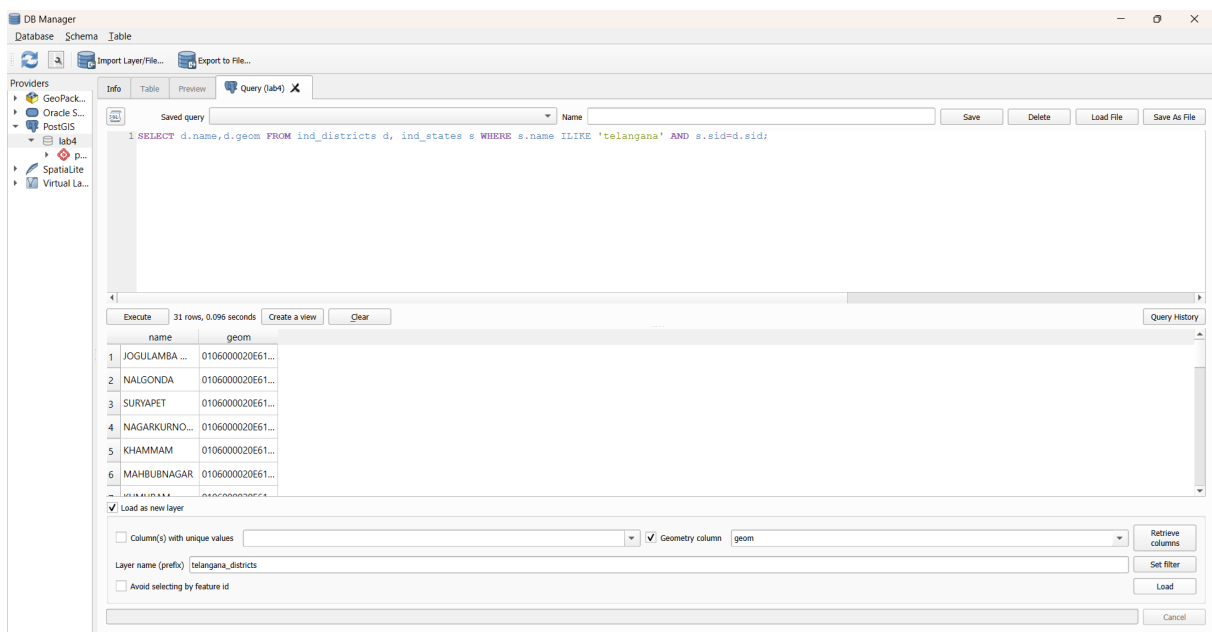 DB Manager
Database Schema Table
Import Layer/File... Export to File...
Providers
GeoPack...
Oracle S...
PostGIS
lab4
p...
SpatiaLite
Virtual La...
Info Table Preview Query (lab4)
Saved query Name Save Delete Load File Save As File
1 SELECT d.name,d.geom FROM ind_districts d, ind_states s WHERE s.name ILIKE 'telangana' AND s.sid=d.sid;
Execute 31 rows, 0.096 seconds Create a view Clear Query History
name geom
1 JOGULAMBA ... 0106000020E61...
2 NALGONDA 0106000020E61...
3 SURYAPET 0106000020E61...
4 NAGARKURNO... 0106000020E61...
5 KHAMMAM 0106000020E61...
6 MAHBUBNAGAR 0106000020E61...
Load as new layer
Column(s) with unique values Geometry column geom Retrieve columns
Layer name (prefix) telangana_districts Set filter
Avoid selecting by feature id Load
Cancel